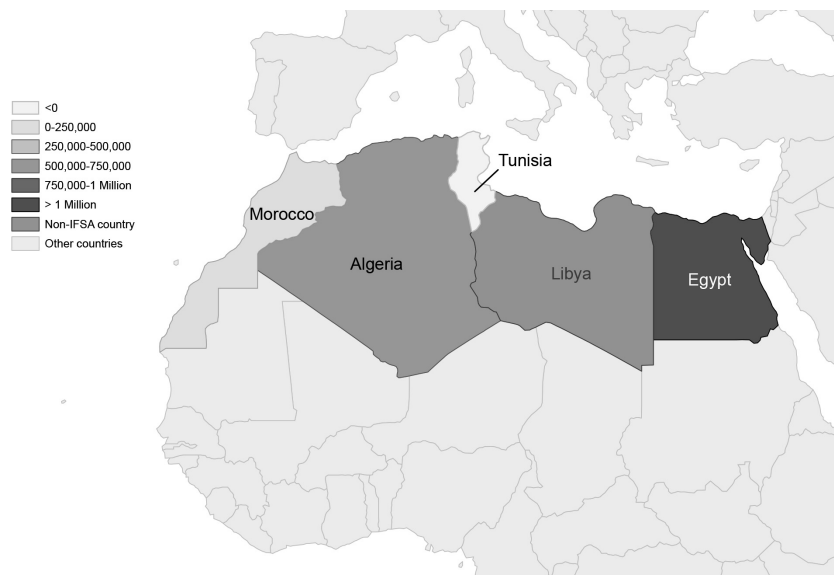 <0
0-250,000
250,000-500,000
500,000-750,000
750,000-1 Million
> 1 Million
Non-IFSA country
Other countries
Tunisia
Morocco
Algeria
Libya
Egypt